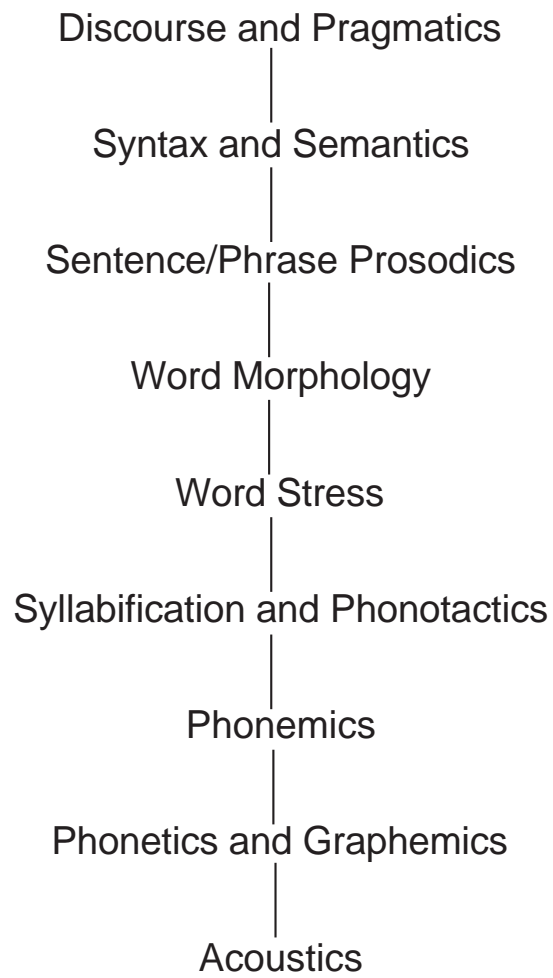 Discourse and Pragmatics
Syntax and Semantics
Sentence/Phrase Prosodics
Word Morphology
Word Stress
Syllabification and Phonotactics
Phonemics
Phonetics and Graphemics
Acoustics